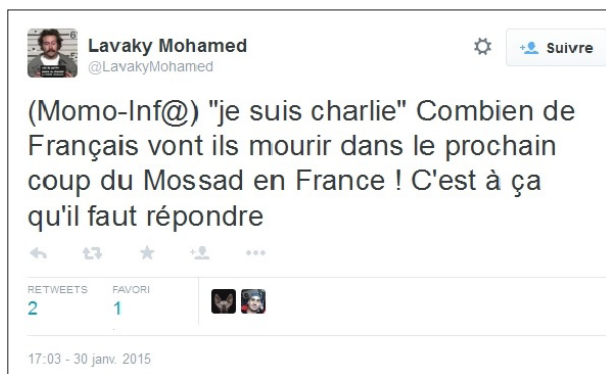 Lavaky Mohamed
@LavakyMohamed
Suivre
(Momo-Inf@) "je suis charlie" Combien de
Français vont ils mourir dans le prochain
coup du Mossad en France ! C'est à ça
qu'il faut répondre
RETWEETS FAVORI
2 1
17:03 - 30 janv. 2015